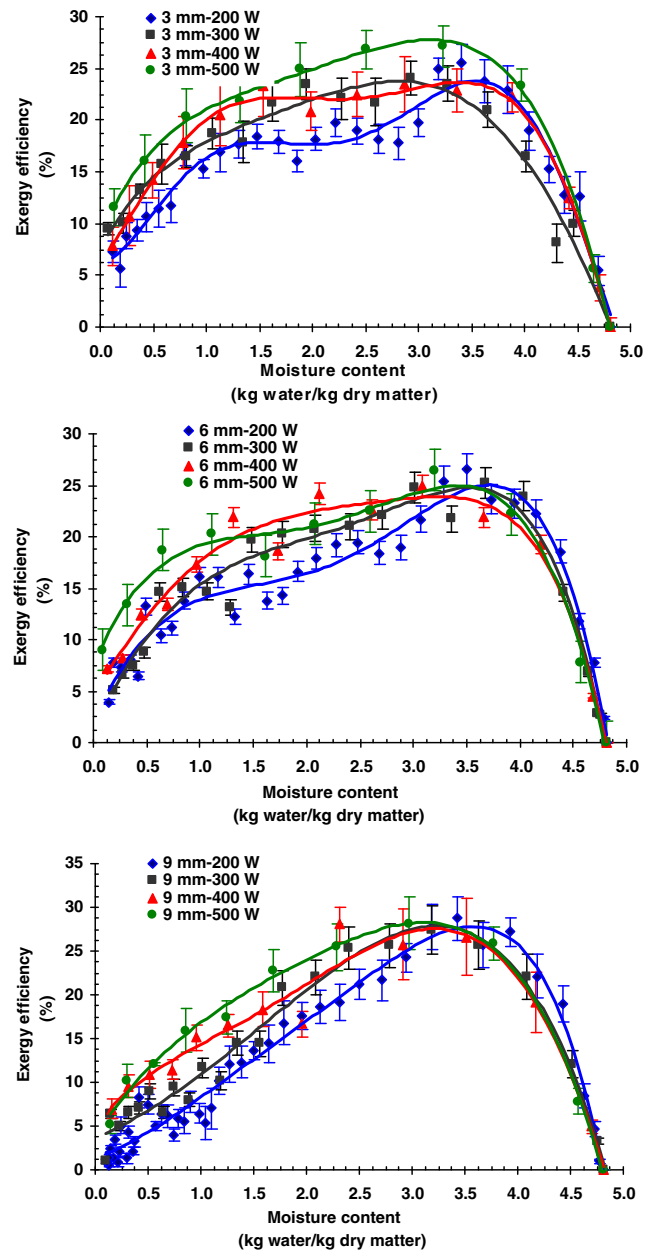 30
3 mm-200 W
3 mm-300 W
3 mm-400 W
3 mm-500 W
25
20
15
10
5
0
Exergy efficiency
(%)
0.0 0.5 1.0 1.5 2.0 2.5 3.0 3.5 4.0 4.5 5.0
Moisture content
(kg water/kg dry matter)
30
6 mm-200 W
6 mm-300 W
6 mm-400 W
6 mm-500 W
25
20
15
10
5
0
Exergy efficiency
(%)
0.0 0.5 1.0 1.5 2.0 2.5 3.0 3.5 4.0 4.5 5.0
Moisture content
(kg water/kg dry matter)
35
9 mm-200 W
9 mm-300 W
9 mm-400 W
9 mm-500 W
30
25
20
15
10
5
0
Exergy efficiency
(%)
0.0 0.5 1.0 1.5 2.0 2.5 3.0 3.5 4.0 4.5 5.0
Moisture content
(kg water/kg dry matter)